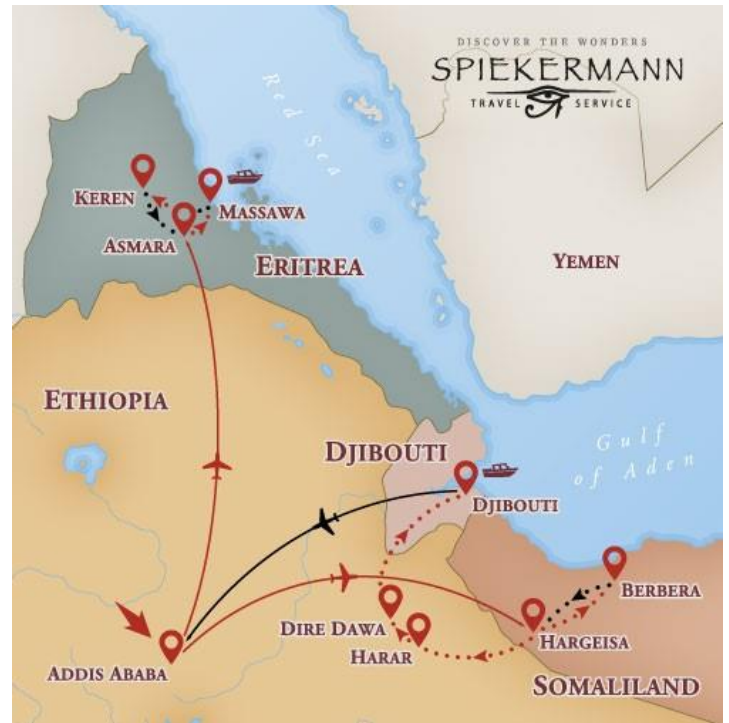 DISCOVER THE WONDERS
SPIEKERMANN
TRAVEL SERVICE
Red Sea
KEREN
MASSAWA
ASMARA
ERITREA
YEMEN
ETHIOPIA
DJIBOUTI
Gulf
of Aden
DJIBOUTI
BERBERA
DIRE DAWA
HARGEISA
HARAR
ADDIS ABABA
SOMALILAND